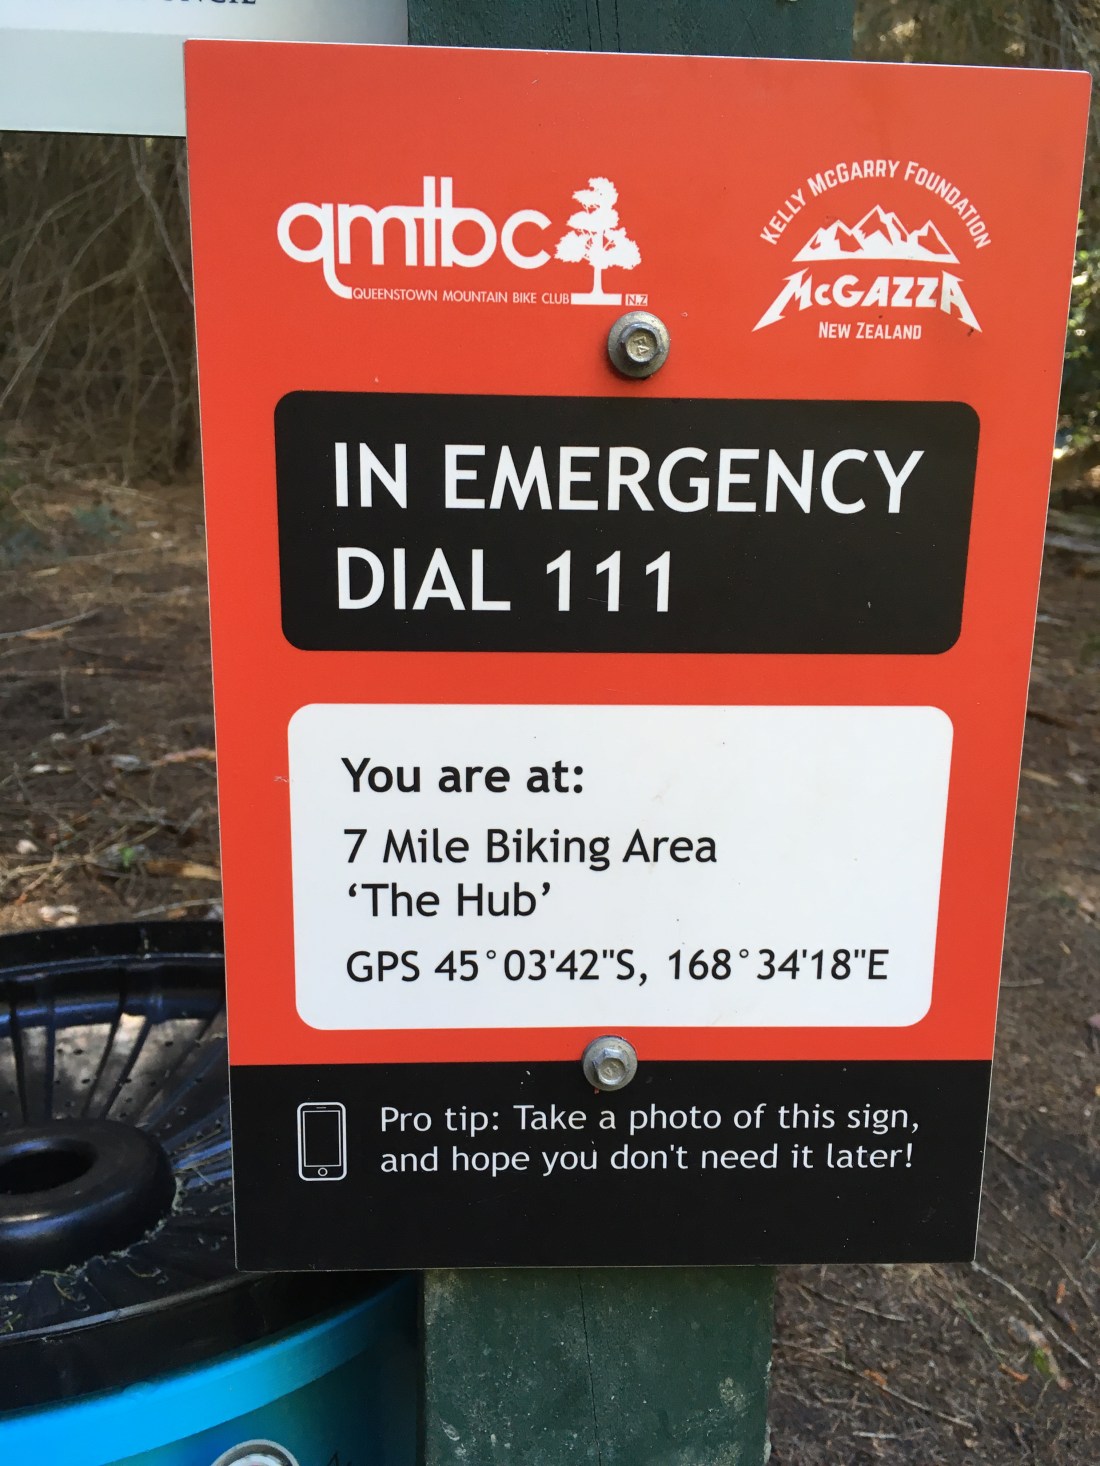 qmtbc
QUEENSTOWN MOUNTAIN BIKE CLUB N.Z
KELLY MCGARRY FOUNDATION
MCGAZZA
NEW ZEALAND
IN EMERGENCY
DIAL 111
You are at:
7 Mile Biking Area
‘The Hub’
GPS 45°03'42"S, 168°34'18"E
Pro tip: Take a photo of this sign,
and hope you don't need it later!